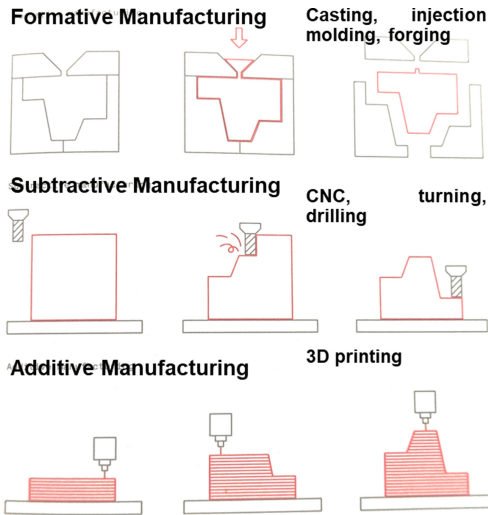 Formative Manufacturing
Casting, injection
molding, forging
Subtractive Manufacturing
CNC, turning,
drilling
Additive Manufacturing
3D printing